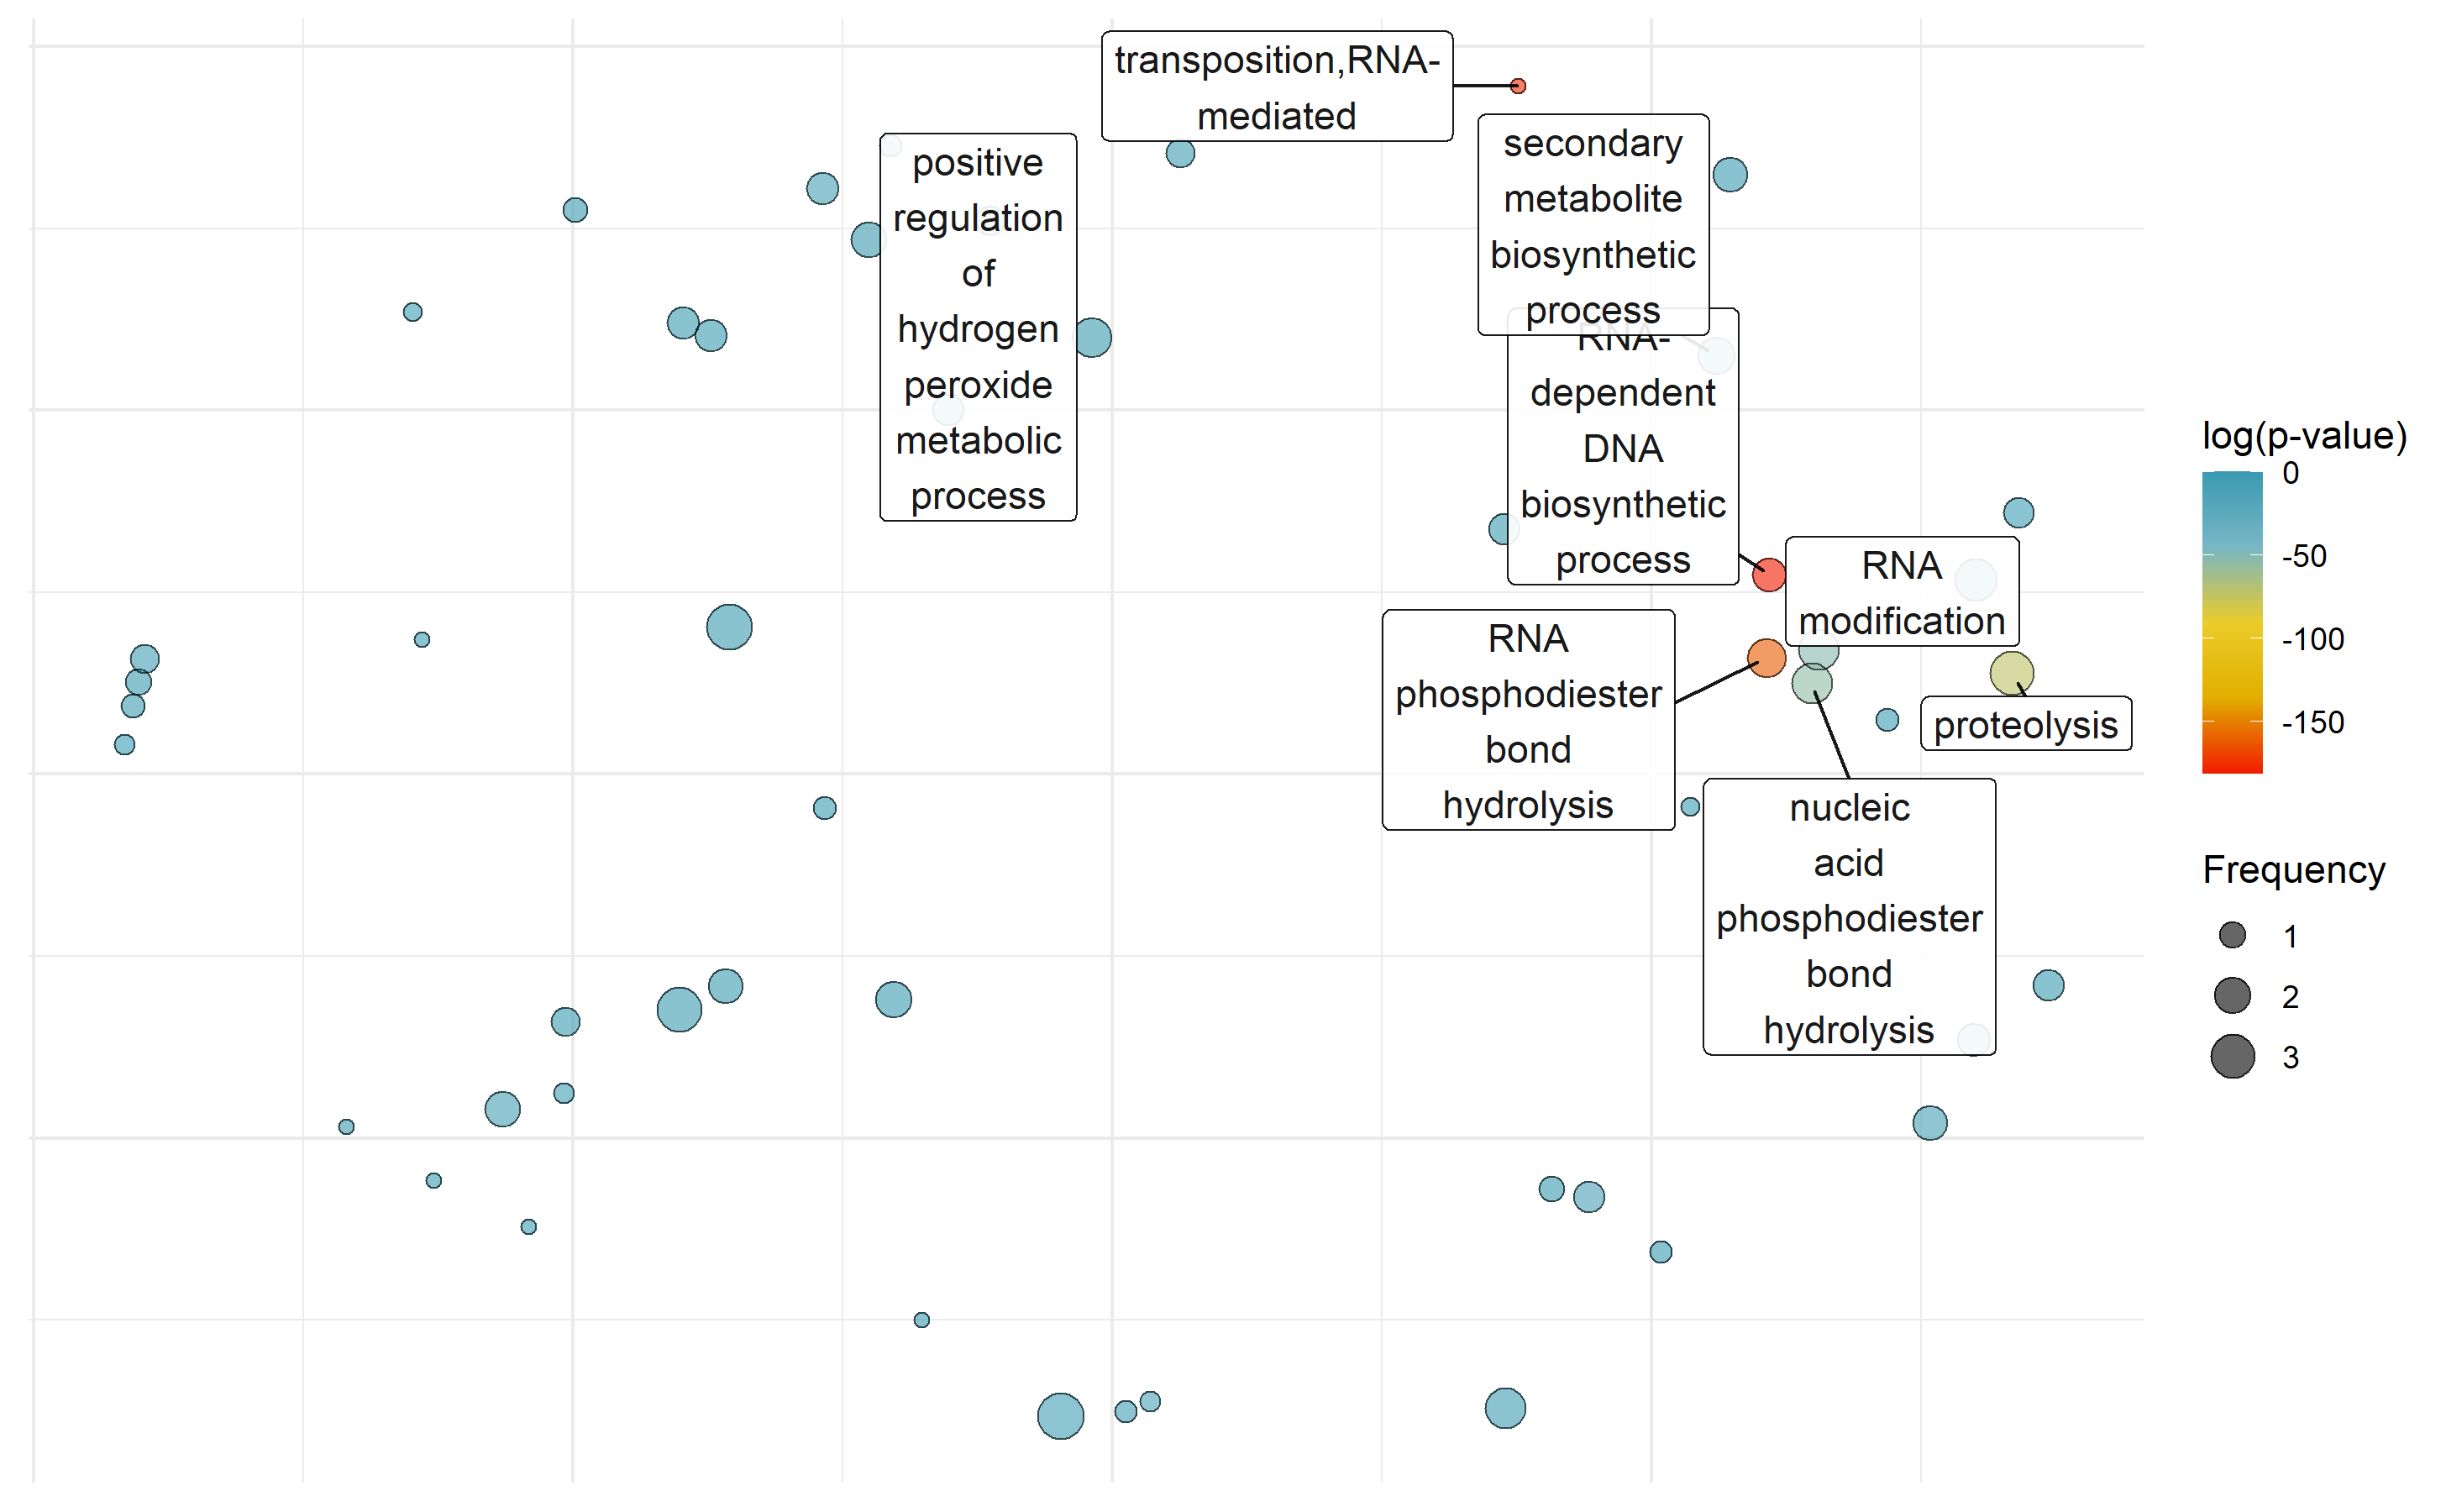 transposition,RNA-
mediated
positive
regulation
of
hydrogen
peroxide
metabolic
process
secondary
metabolite
biosynthetic
process
RNA-
dependent
DNA
biosynthetic
process
RNA
modification
RNA
phosphodiester
bond
hydrolysis
proteolysis
nucleic
acid
phosphodiester
bond
hydrolysis
log(p-value)
0
-50
-100
-150
Frequency
1
2
3